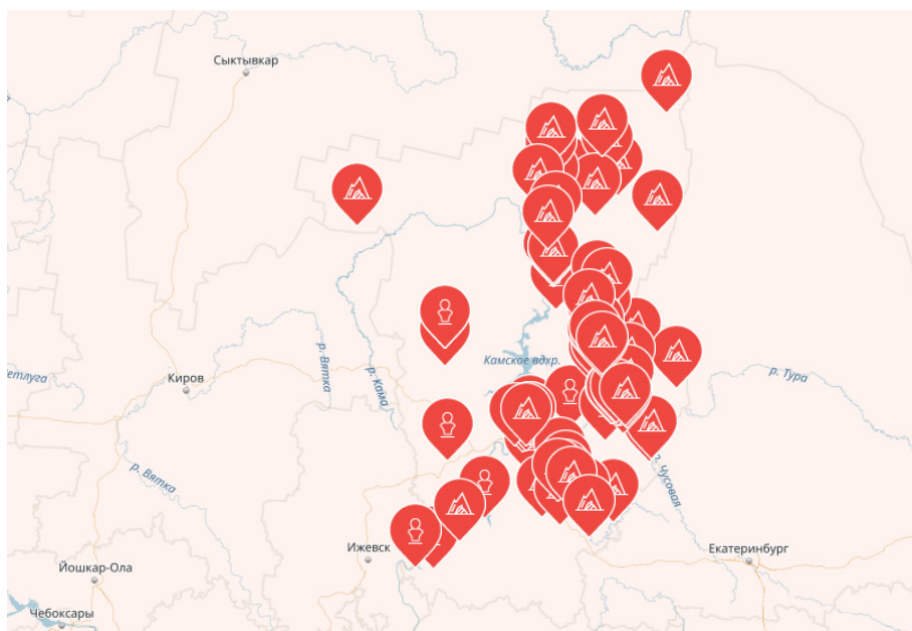 Сыктывкар
Камское вдхр.
етлуга
р. Вятка
р. Тура
Киров
р. Кама
р. Вятка
г. Чусовая
Ижевск
Екатеринбург
Йошкар-Ола
Чебоксары